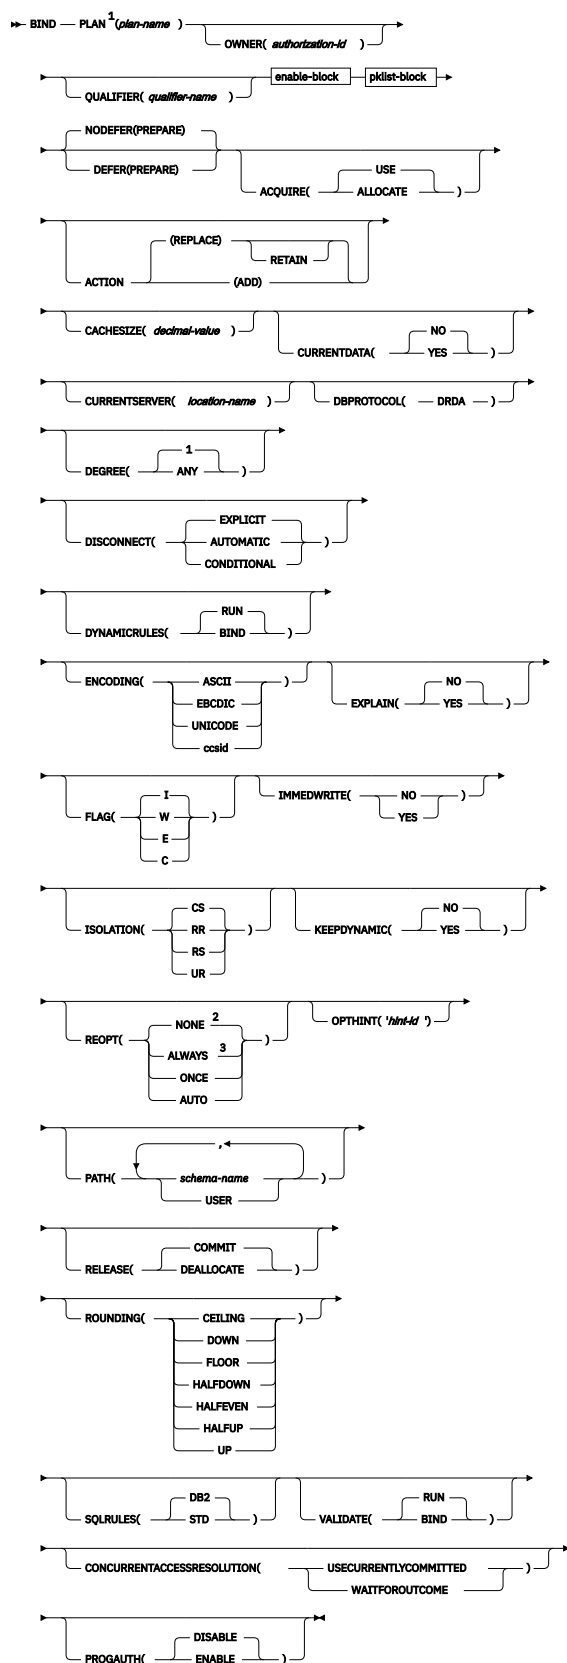 BIND PLAN 1 (plan-name )
OWNER( authorization-id )
QUALIFIER( qualifier-name ) enable-block pklist-block
NODEFER(PREPARE)
DEFER(PREPARE)
USE
ACQUIRE( ALLOCATE )
(REPLACE)
RETAIN
ACTION (ADD)
CACHESIZE( decimal-value )
NO
CURRENTDATA( YES )
CURRENTSERVER( location-name ) DBPROTOCOL( DRDA )
1
DEGREE( ANY )
EXPLICIT
DISCONNECT( AUTOMATIC )
CONDITIONAL
RUN
DYNAMICRULES( BIND )
ENCODING( ASCII )
EBCDIC
UNICODE
ccsid
NO
EXPLAIN( YES )
I
FLAG( W )
E
C
IMMEDWRITE( NO )
YES
CS
ISOLATION( RR )
RS
UR
NO
KEEPDYNAMIC( YES )
NONE 2
REOPT( ALWAYS 3 )
ONCE
AUTO
OPTHINT( 'hint-id ')
,
PATH( schema-name )
USER
COMMIT
RELEASE( DEALLOCATE )
ROUNDING( CEILING )
DOWN
FLOOR
HALFDOWN
HALFEVEN
HALFUP
UP
DB2
SQLRULES( STD )
RUN
VALIDATE( BIND )
CONCURRENTACCESSRESOLUTION( USECURRENTLYCOMMITTED )
WAITFOROUTCOME
DISABLE
PROGAUTH( ENABLE )